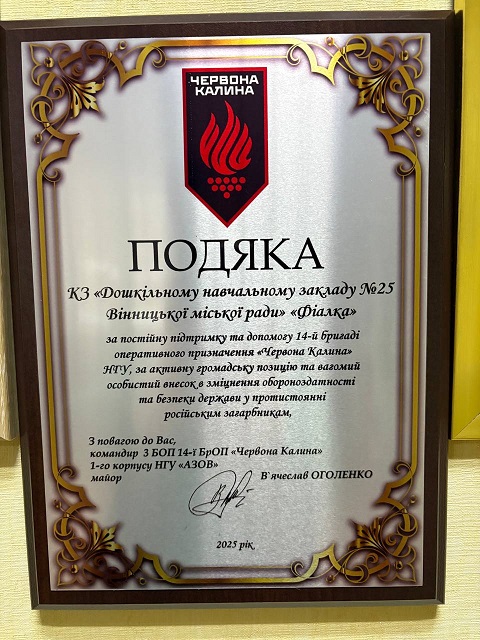 ЧЕРВОНА
КАЛИНА
ПОДЯКА
КЗ «Дошкільному навчальному закладу №25
Вінницької міської ради» «Фіалка»
за постійну підтримку та допомогу 14-й бригаді
оперативного призначення «Червона Калина»
НГУ, за активну громадську позицію та вагомий
особистий внесок в зміцнення обороноздатності
та безпеки держави у протистоянні
російським загарбникам,
З повагою до Вас,
командир 3 БОП 14-ї БрОП «Червона Калина»
1-го корпусу НГУ «АЗОВ»
майор В`ячеслав ОГОЛЕНКО
2025 рік